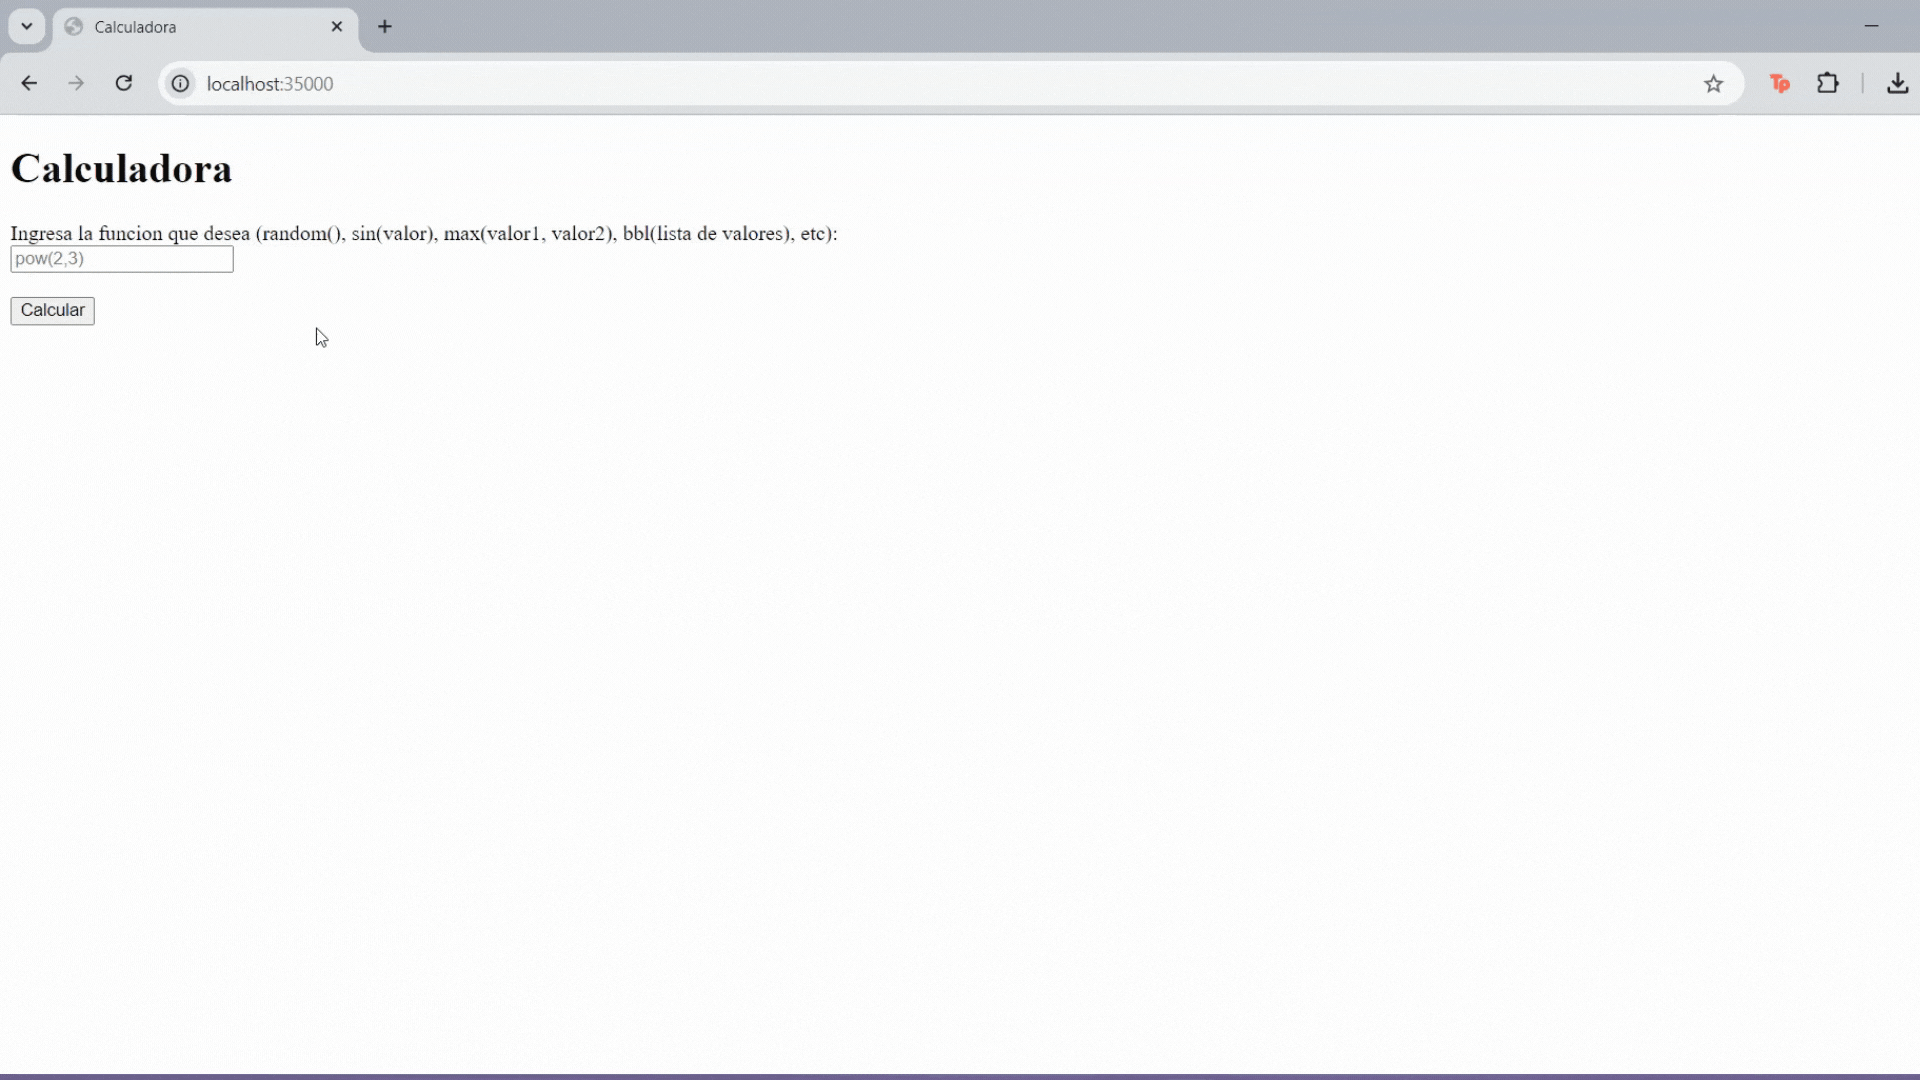 Calculadora
localhost:35000
Tp
Calculadora
Ingresa la funcion que desea (random(), sin(valor), max(valor1, valor2), bbl(lista de valores), etc):
pow(2,3)
Calcular